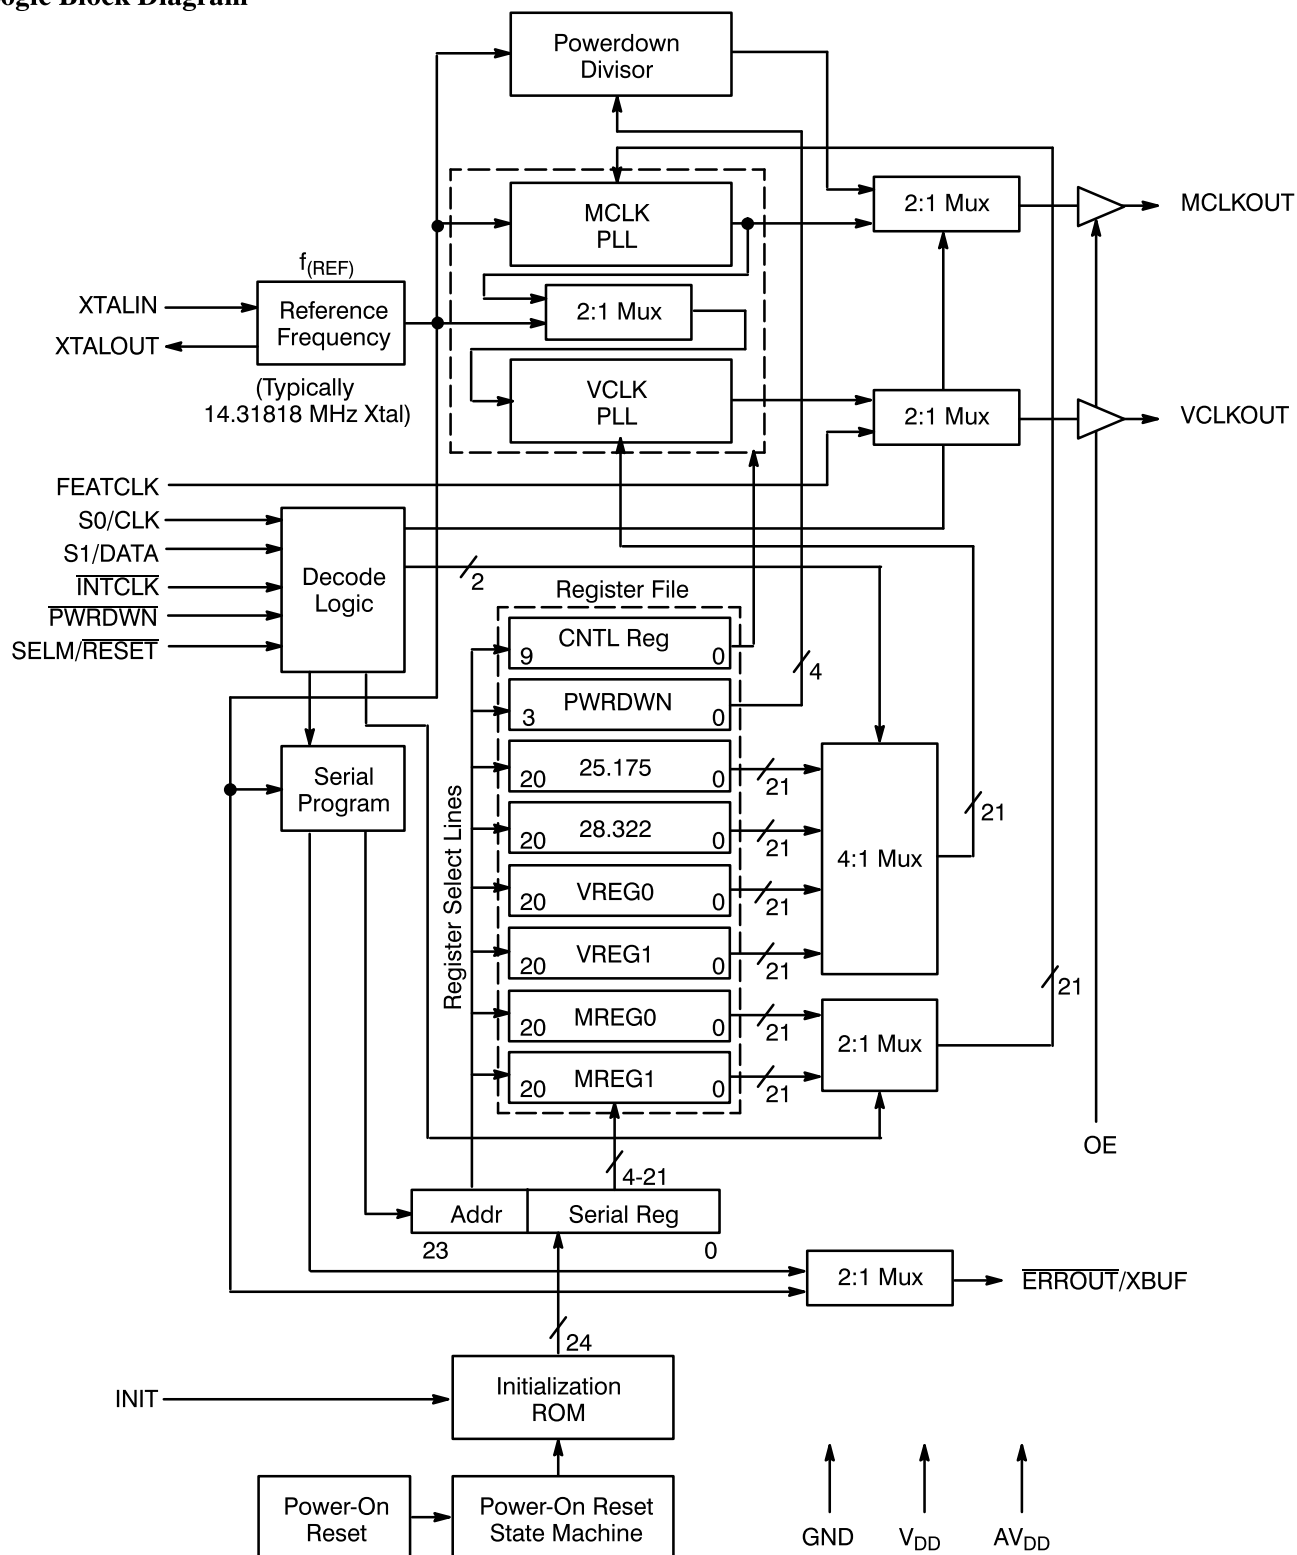 Logic Block Diagram
Powerdown
Divisor
MCLK
PLL
2:1 Mux
MCLKOUT
f(REF)
XTALIN
XTALOUT
Reference
Frequency
2:1 Mux
(Typically
14.31818 MHz Xtal)
VCLK
PLL
2:1 Mux
VCLKOUT
FEATCLK
S0/CLK
S1/DATA
INTCLK
PWRDWN
SELM/RESET
Decode
Logic
2
Register File
9 CNTL Reg 0
4
3 PWRDWN 0
20 25.175 0
21
20 28.322 0
21
20 VREG0 0
21
20 VREG1 0
21
20 MREG0 0
21
20 MREG1 0
21
4:1 Mux
21
2:1 Mux
21
Serial
Program
Register Select Lines
OE
4-21
Addr Serial Reg
23 0
2:1 Mux
ERROUT/XBUF
24
INIT
Initialization
ROM
Power-On
Reset
Power-On Reset
State Machine
GND
VDD
AVDD